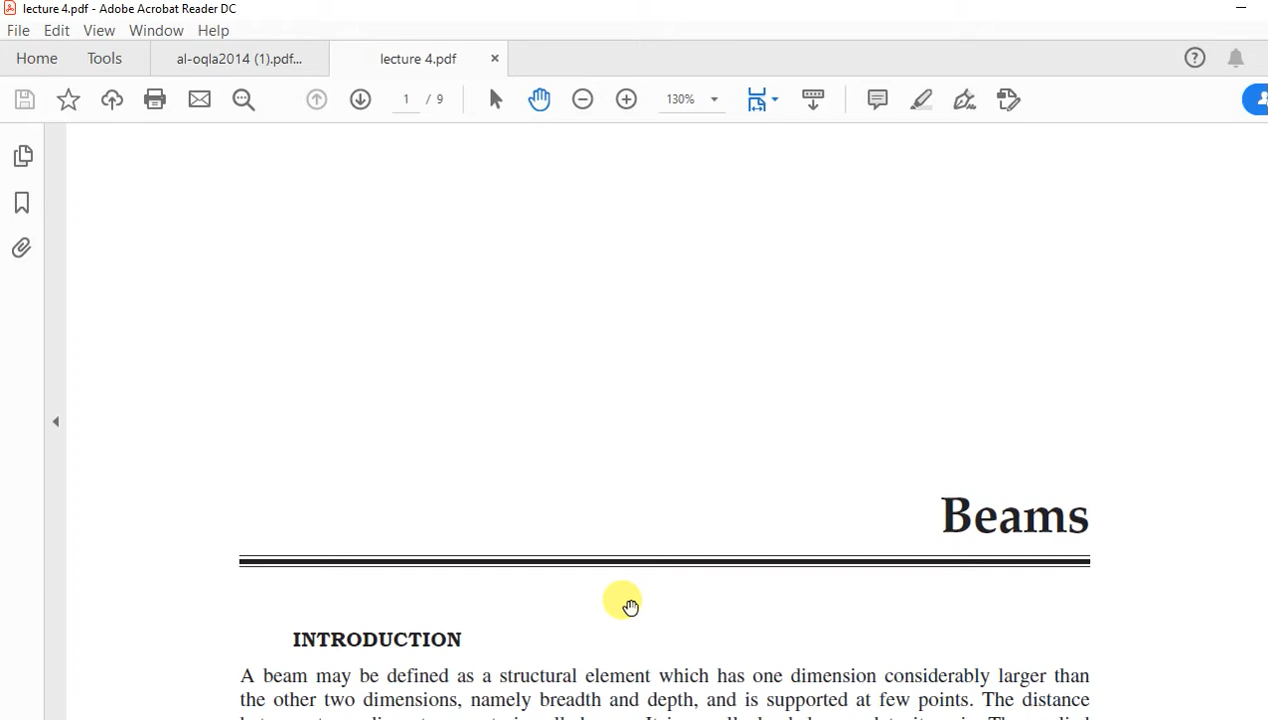 lecture 4.pdf - Adobe Acrobat Reader DC
File Edit View Window Help
Home Tools al-oqla2014 (1).pdf... lecture 4.pdf
1 / 9 130%
Beams
INTRODUCTION
A beam may be defined as a structural element which has one dimension considerably larger than
the other two dimensions, namely breadth and depth, and is supported at few points. The distance